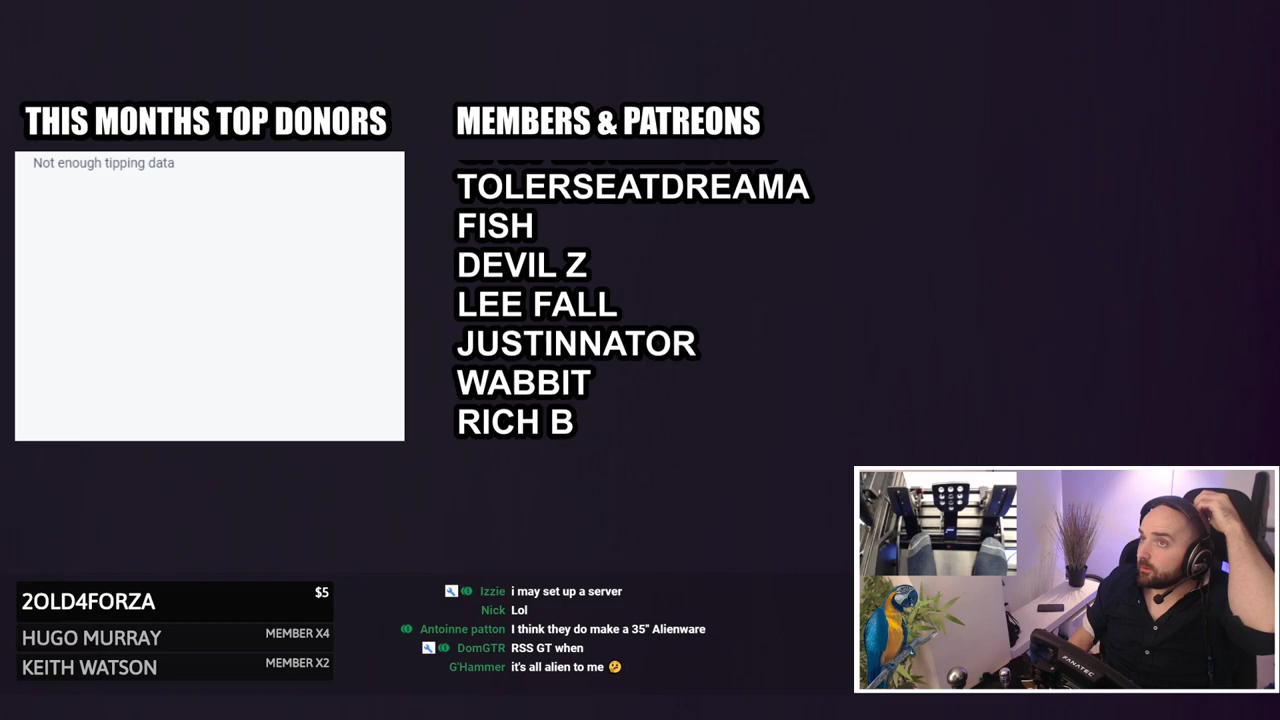 THIS MONTHS TOP DONORS
Not enough tipping data
MEMBERS & PATREONS
TOLERSEATDREAMA
FISH
DEVIL Z
LEE FALL
JUSTINNATOR
WABBIT
RICH B
2OLD4FORZA $5
HUGO MURRAY MEMBER X4
KEITH WATSON MEMBER X2
Izzie i may set up a server
Nick Lol
Antoinne patton I think they do make a 35" Alienware
DomGTR RSS GT when
G'Hammer it's all alien to me 🤨
FANATEC